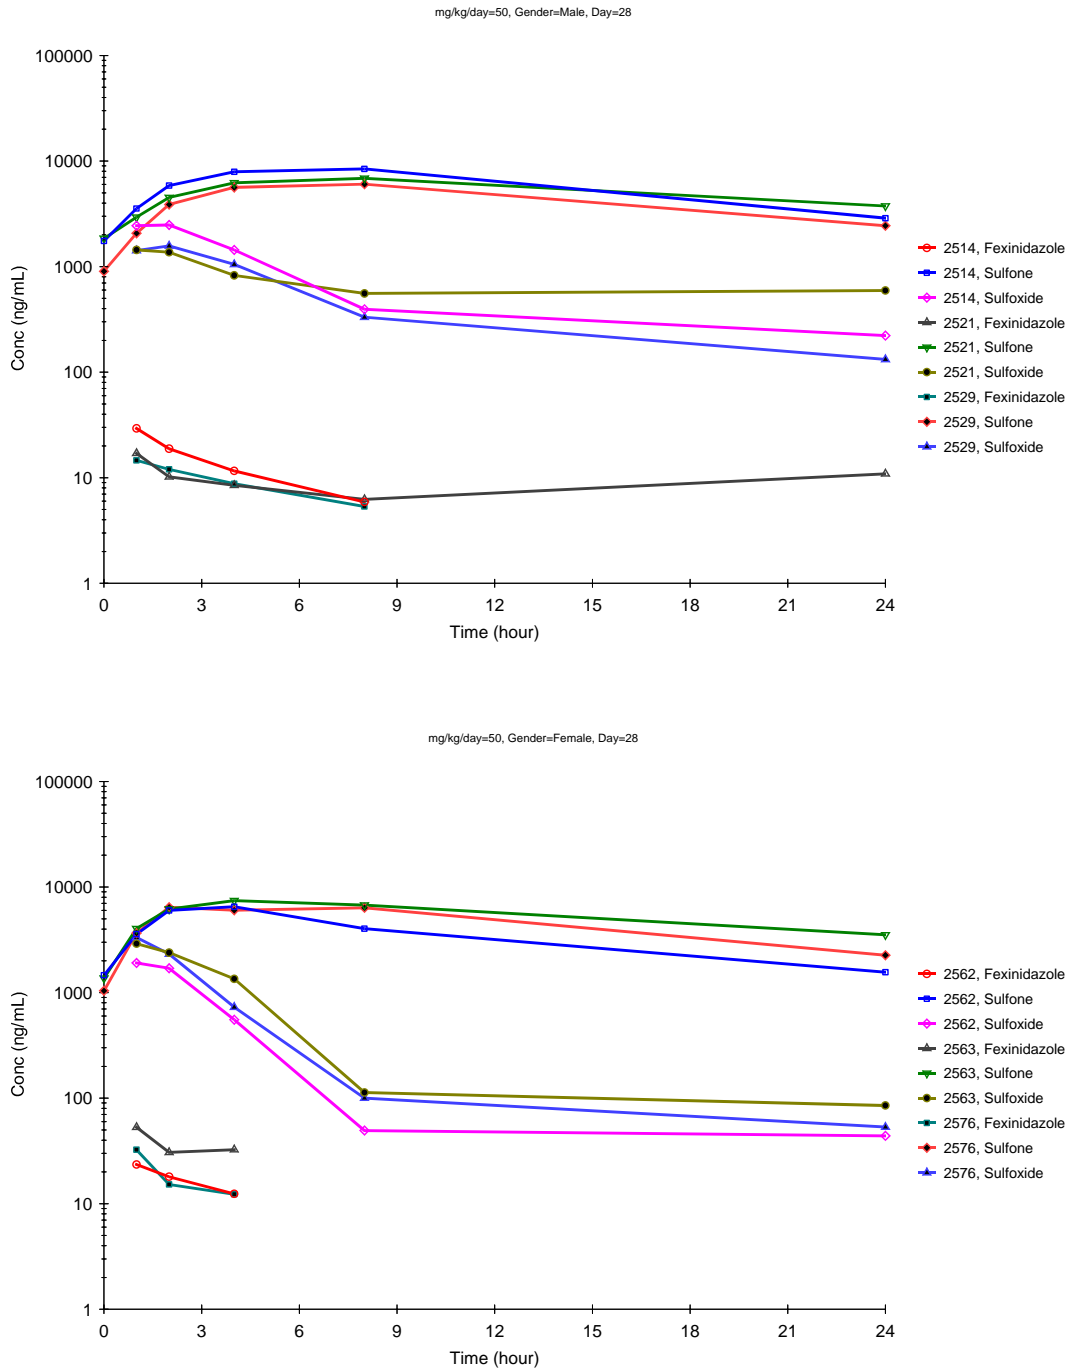 mg/kg/day=50, Gender=Male, Day=28
100000
10000
1000
100
10
1
Conc (ng/mL)
0 3 6 9 12 15 18 21 24
Time (hour)
2514, Fexinidazole
2514, Sulfone
2514, Sulfoxide
2521, Fexinidazole
2521, Sulfone
2521, Sulfoxide
2529, Fexinidazole
2529, Sulfone
2529, Sulfoxide
mg/kg/day=50, Gender=Female, Day=28
100000
10000
1000
100
10
1
Conc (ng/mL)
0 3 6 9 12 15 18 21 24
Time (hour)
2562, Fexinidazole
2562, Sulfone
2562, Sulfoxide
2563, Fexinidazole
2563, Sulfone
2563, Sulfoxide
2576, Fexinidazole
2576, Sulfone
2576, Sulfoxide